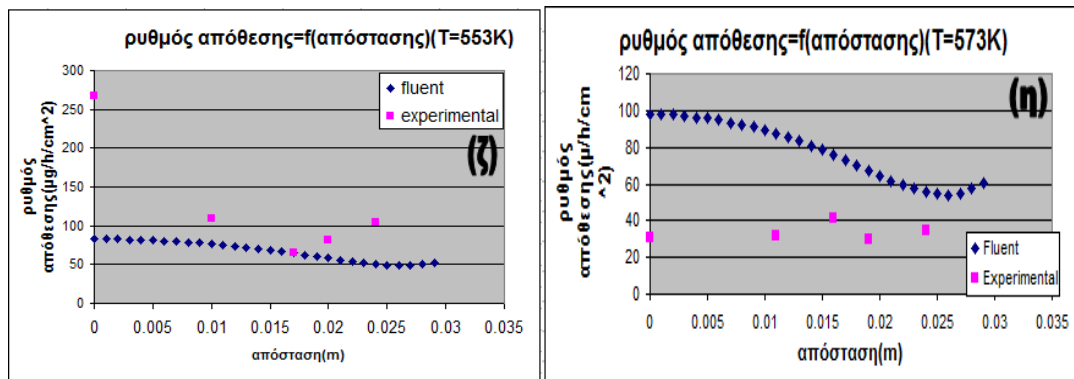 ρυθμός απόθεσης=f(απόστασης)(T=553K)
300
250
200
150
100
50
0
ρυθμός
απόθεσης(μg/h/cm^2)
fluent
experimental
(ζ)
0 0.005 0.01 0.015 0.02 0.025 0.03 0.035
απόσταση(m)
ρυθμός απόθεσης=f(απόστασης)(T=573K)
120
100
80
60
40
20
0
ρυθμός
απόθεσης(μ/h/cm
^2)
(η)
Fluent
Experimental
0 0.005 0.01 0.015 0.02 0.025 0.03 0.035
απόσταση(m)